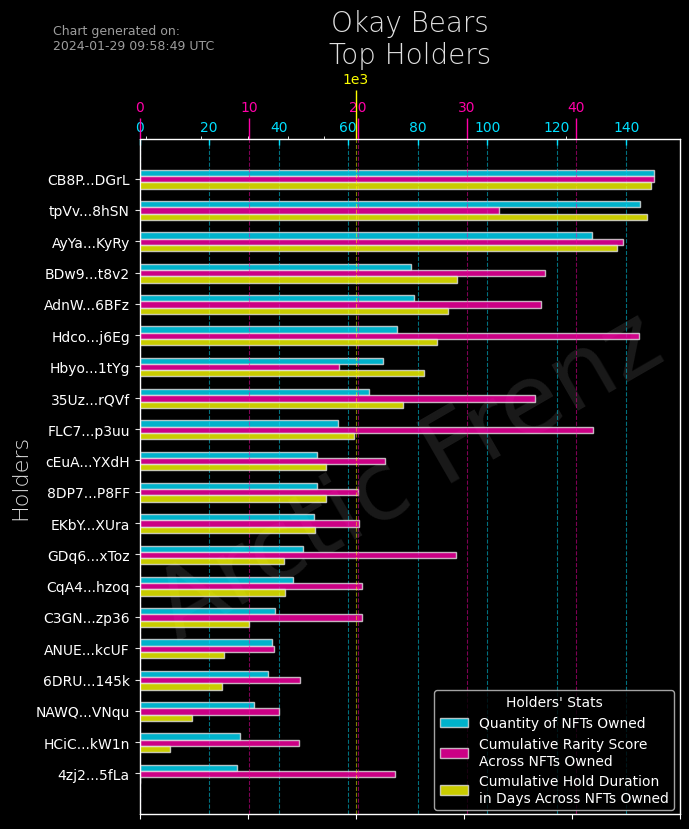 Chart generated on:
2024-01-29 09:58:49 UTC
Okay Bears
Top Holders
1e3
0 10 20 30 40
0 20 40 60 80 100 120 140
CB8P...DGrL
tpVv...8hSN
AyYa...KyRy
BDw9...t8v2
AdnW...6BFz
Hdco...j6Eg
Hbyo...1tYg
35Uz...rQVf
FLC7...p3uu
cEuA...YXdH
8DP7...P8FF
EKbY...XUra
GDq6...xToz
CqA4...hzoq
C3GN...zp36
ANUE...kcUF
6DRU...145k
NAWQ...VNqu
HCiC...kW1n
4zj2...5fLa
Holders
Arctic Frenz
Holders' Stats
Quantity of NFTs Owned
Cumulative Rarity Score
Across NFTs Owned
Cumulative Hold Duration
in Days Across NFTs Owned